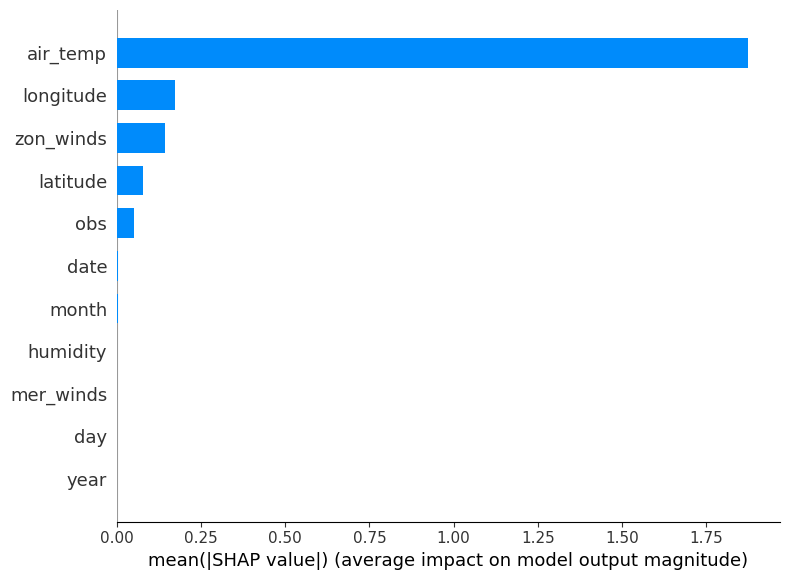 air_temp
longitude
zon_winds
latitude
obs
date
month
humidity
mer_winds
day
year
0.00 0.25 0.50 0.75 1.00 1.25 1.50 1.75
mean(|SHAP value|) (average impact on model output magnitude)